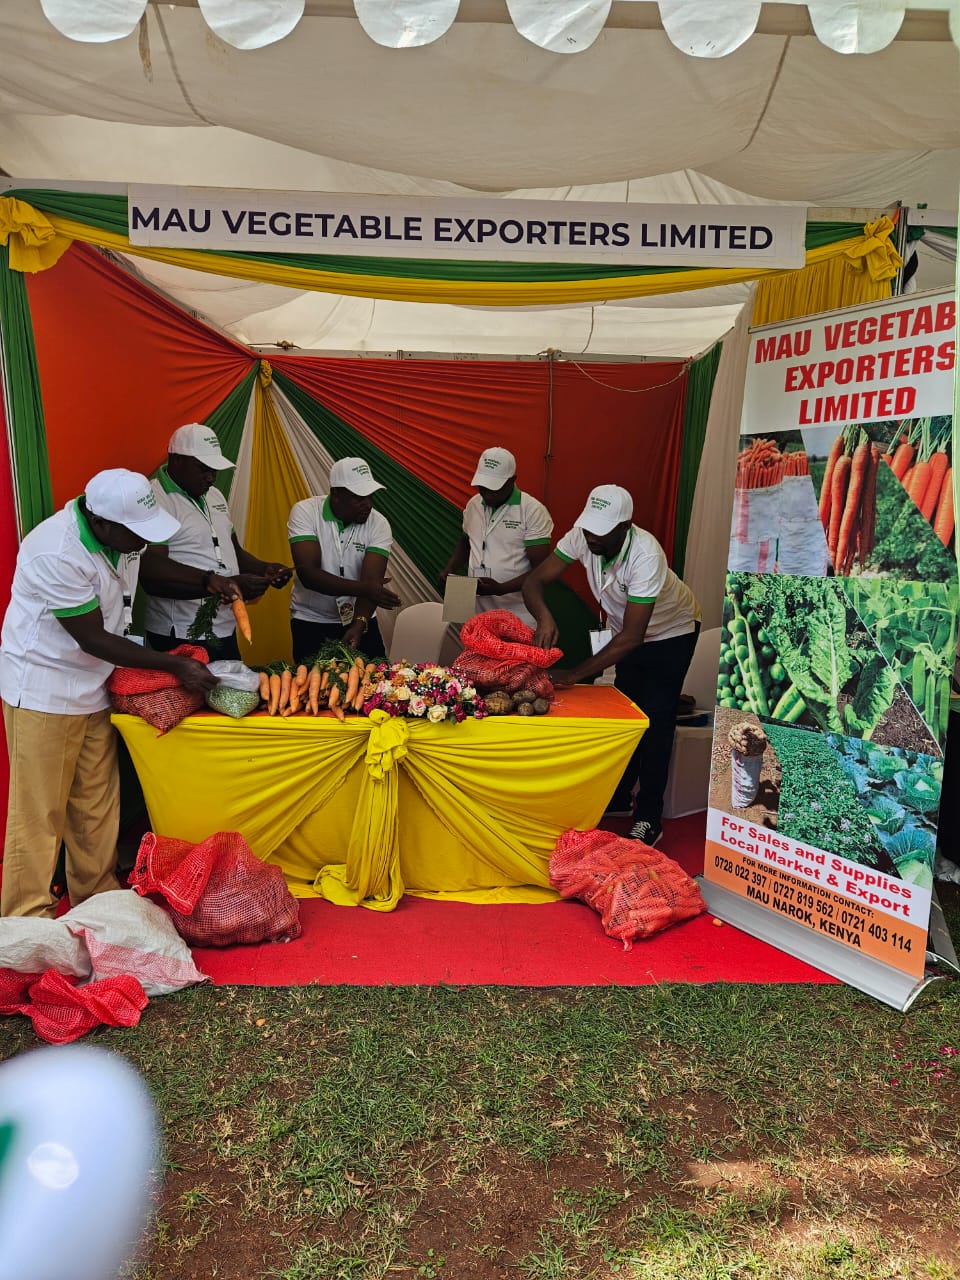 MAU VEGETABLE EXPORTERS LIMITED
MAU VEGETAB
EXPORTERS
LIMITED
For Sales and Supplies
Local Market & Export
FOR MORE INFORMATION CONTACT:
0728 022 397 / 0727 819 562 / 0721 403 114
MAU NAROK, KENYA